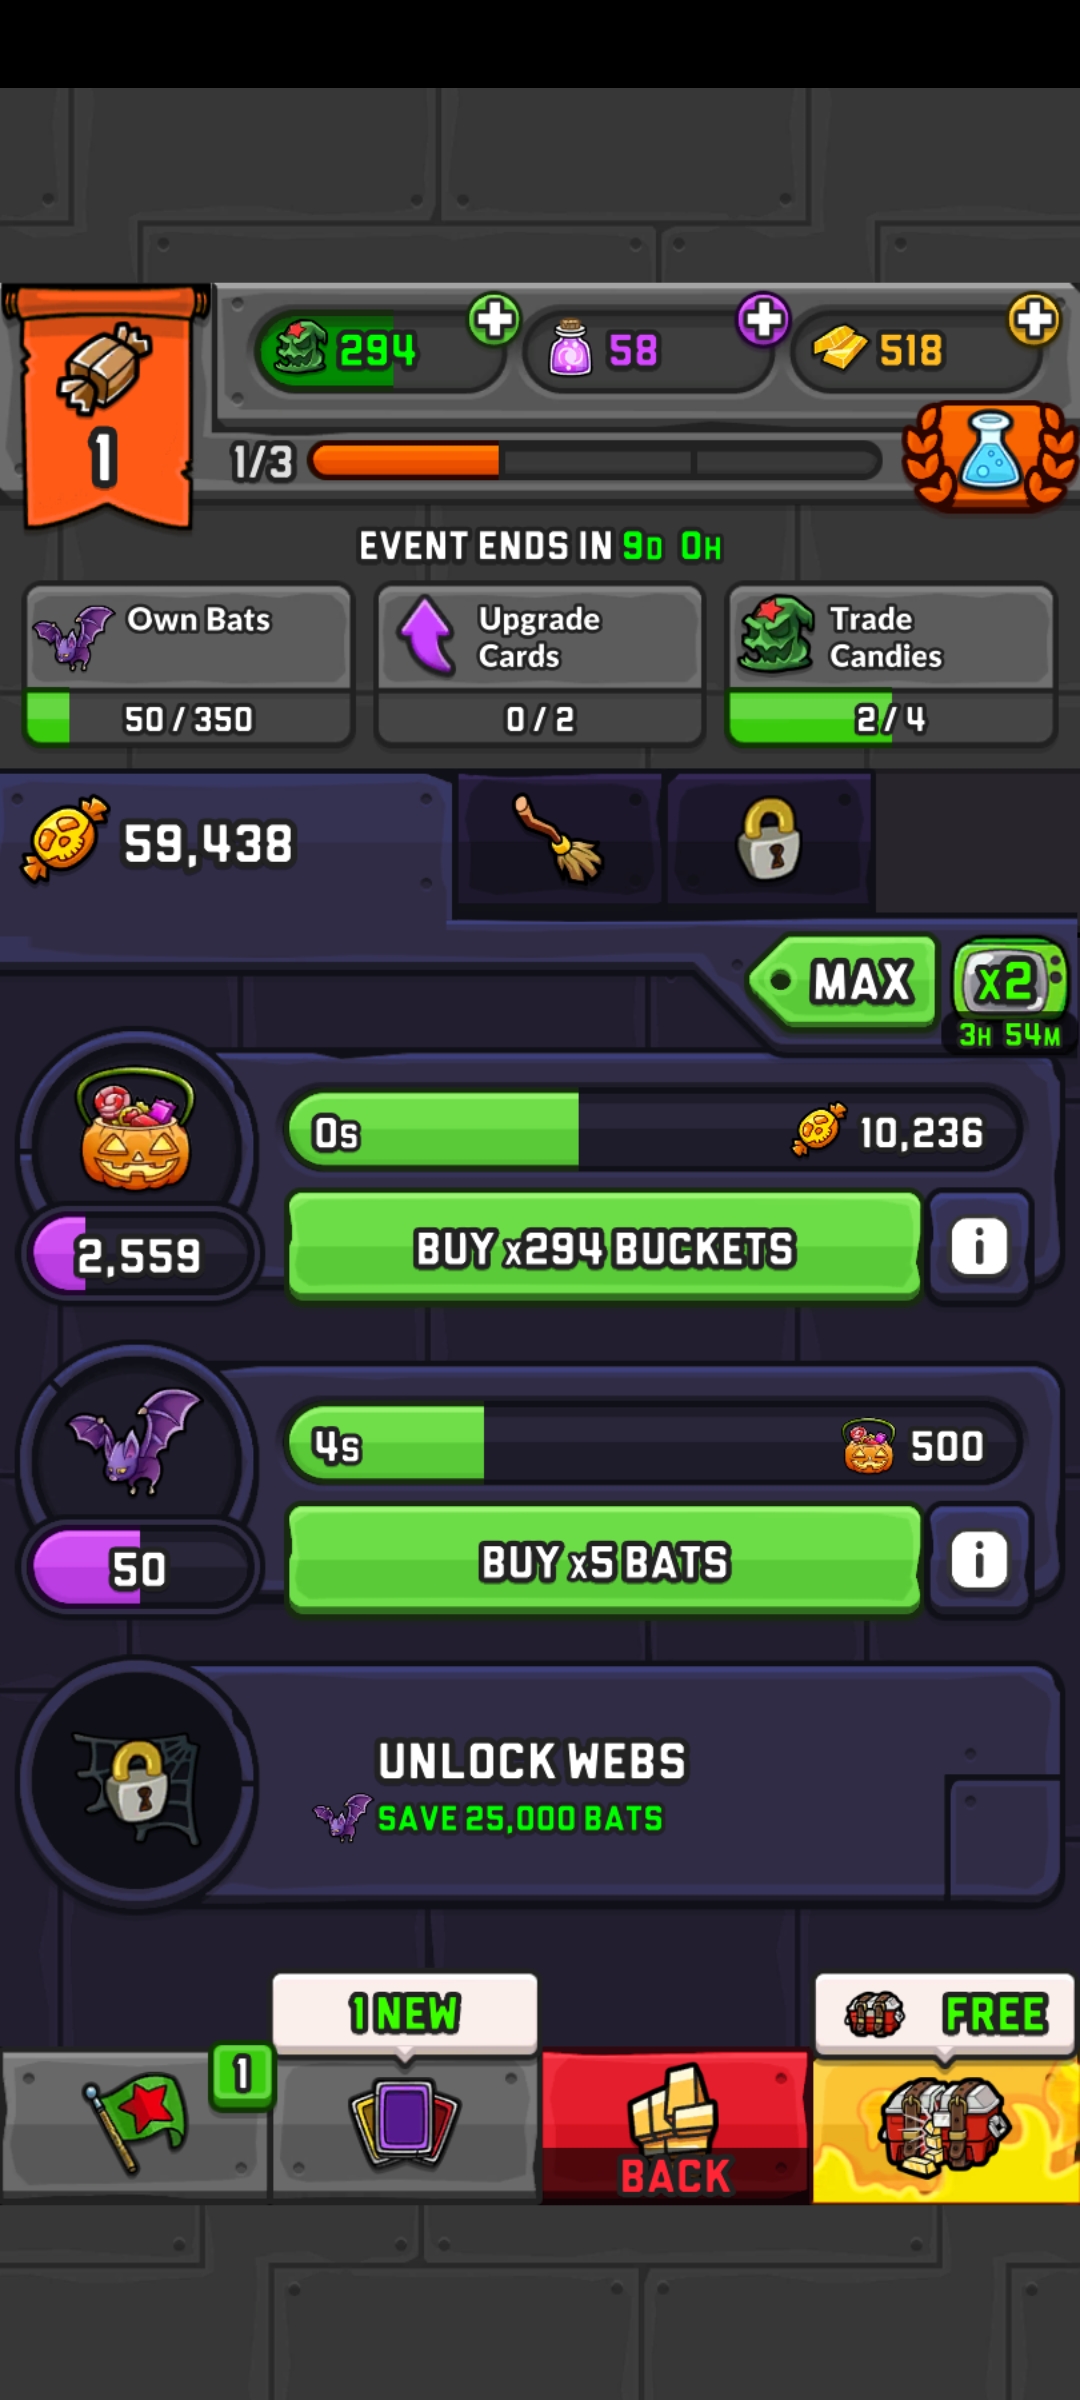 294
58
518
1
1/3
EVENT ENDS IN 9D 0H
Own Bats
50 / 350
Upgrade
Cards
0 / 2
Trade
Candies
2 / 4
59,438
MAX
x2
3H 54M
0s
10,236
2,559
BUY x294 BUCKETS
i
4s
500
50
BUY x5 BATS
i
UNLOCK WEBS
SAVE 25,000 BATS
1
1 NEW
BACK
FREE